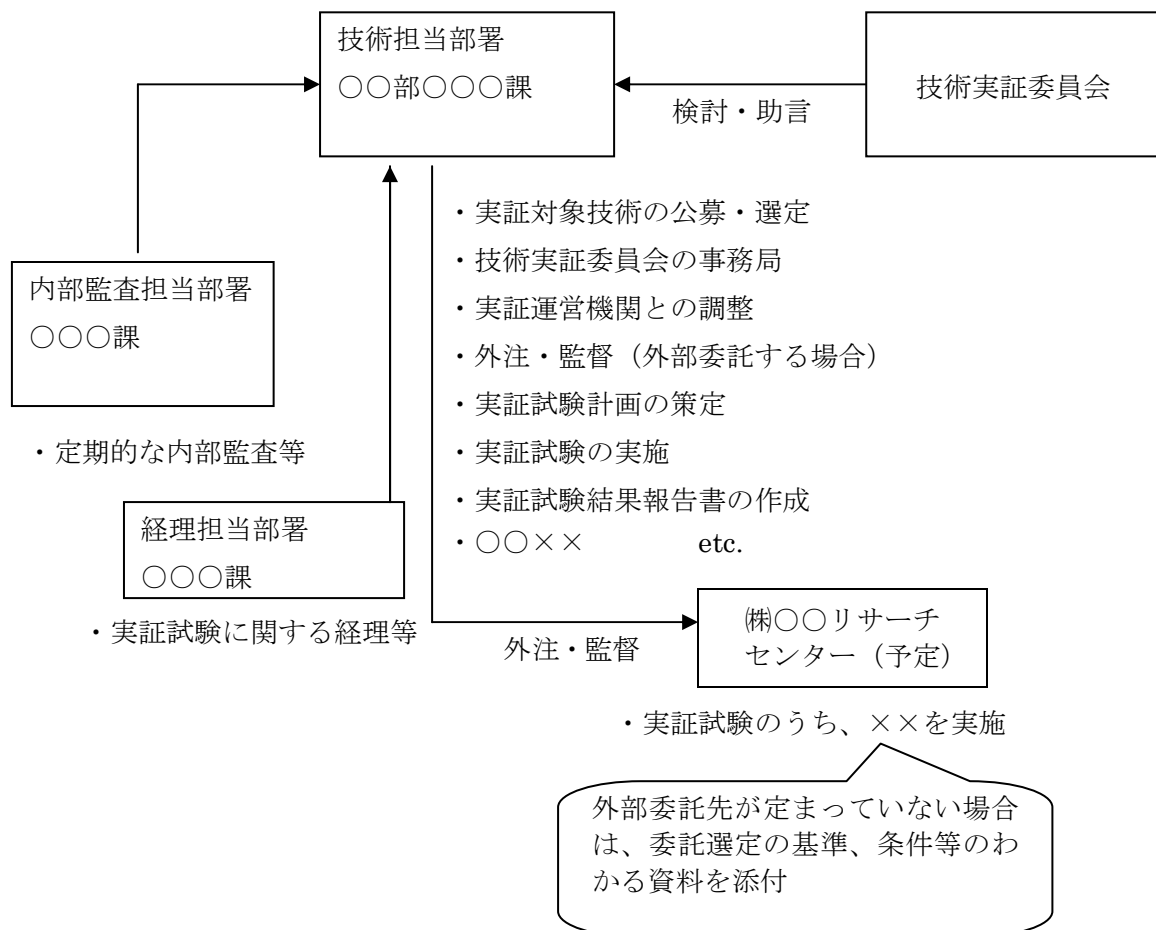 技術担当部署
○○部○○○課
検討・助言
技術実証委員会
・実証対象技術の公募・選定
・技術実証委員会の事務局
・実証運営機関との調整
・外注・監督（外部委託する場合）
・実証試験計画の策定
・実証試験の実施
・実証試験結果報告書の作成
・○○×× etc.
内部監査担当部署
○○○課
・定期的な内部監査等
経理担当部署
○○○課
・実証試験に関する経理等
外注・監督
㈱○○リサーチ
センター（予定）
・実証試験のうち、××を実施
外部委託先が定まっていない場合
は、委託選定の基準、条件等のわ
かる資料を添付